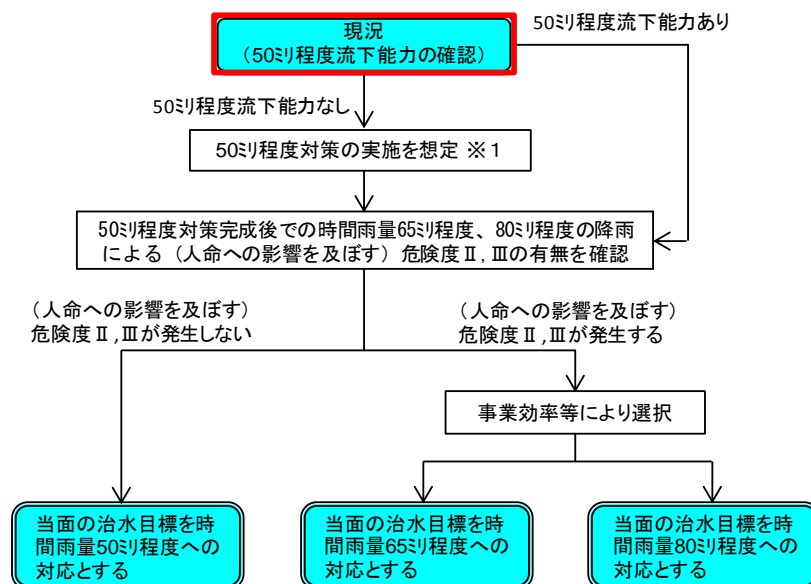 現況
（50ミリ程度流下能力の確認）
50ミリ程度流下能力あり
50ミリ程度流下能力なし
50ミリ程度対策の実施を想定 ※１
50ミリ程度対策完成後での時間雨量65ミリ程度、80ミリ程度の降雨
による（人命への影響を及ぼす）危険度Ⅱ,Ⅲの有無を確認
（人命への影響を及ぼす）
危険度Ⅱ,Ⅲが発生しない
（人命への影響を及ぼす）
危険度Ⅱ,Ⅲが発生する
事業効率等により選択
当面の治水目標を時
間雨量50ミリ程度への
対応とする
当面の治水目標を時
間雨量65ミリ程度への
対応とする
当面の治水目標を時
間雨量80ミリ程度への
対応とする